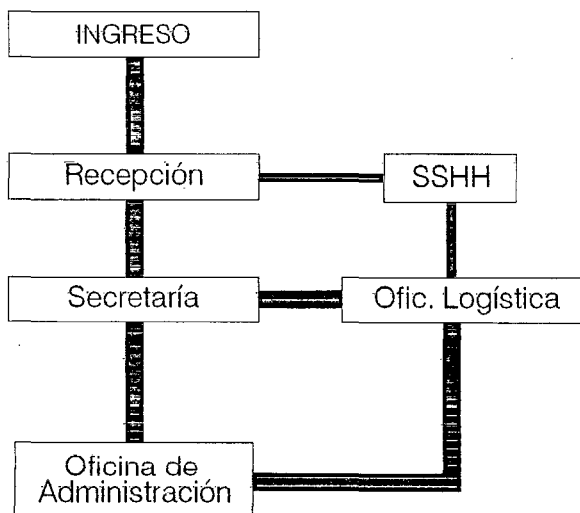 INGRESO
Recepción
SSHH
Secretaría
Ofic. Logística
Oficina de
Administración